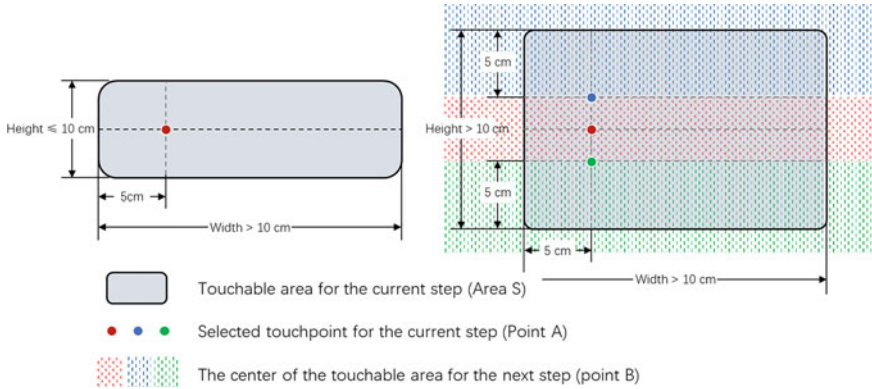 Height ≤ 10 cm
5cm
Width > 10 cm
5 cm
Height > 10 cm
5 cm
5 cm
Width > 10 cm
Touchable area for the current step (Area S)
Selected touchpoint for the current step (Point A)
The center of the touchable area for the next step (point B)